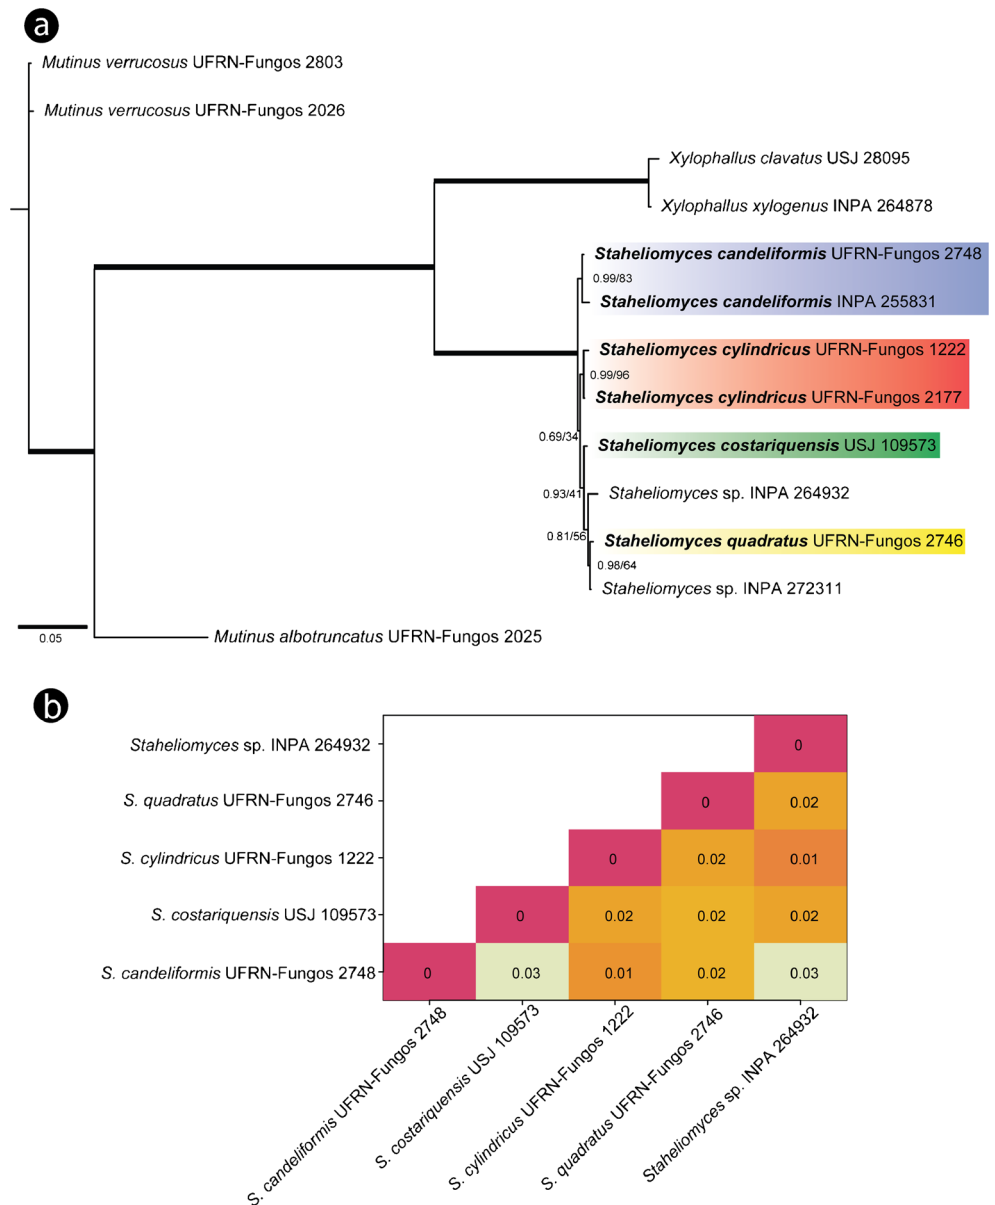 a
Mutinus verrucosus UFRN-Fungos 2803
Mutinus verrucosus UFRN-Fungos 2026
Xylophallus clavatus USJ 28095
Xylophallus xylogenus INPA 264878
Staheliomyces candeliformis UFRN-Fungos 2748
0.99/83
Staheliomyces candeliformis INPA 255831
Staheliomyces cylindricus UFRN-Fungos 1222
0.99/96
Staheliomyces cylindricus UFRN-Fungos 2177
0.69/34
Staheliomyces costariquensis USJ 109573
0.93/41
Staheliomyces sp. INPA 264932
0.81/56
Staheliomyces quadratus UFRN-Fungos 2746
0.98/64
Staheliomyces sp. INPA 272311
0.05
Mutinus albotruncatus UFRN-Fungos 2025
b
Staheliomyces sp. INPA 264932 0
S. quadratus UFRN-Fungos 2746 0 0.02
S. cylindricus UFRN-Fungos 1222 0 0.02 0.01
S. costariquensis USJ 109573 0 0.02 0.02 0.02
S. candeliformis UFRN-Fungos 2748 0 0.03 0.01 0.02 0.03
S. candeliformis UFRN-Fungos 2748
S. costariquensis USJ 109573
S. cylindricus UFRN-Fungos 1222
S. quadratus UFRN-Fungos 2746
Staheliomyces sp. INPA 264932